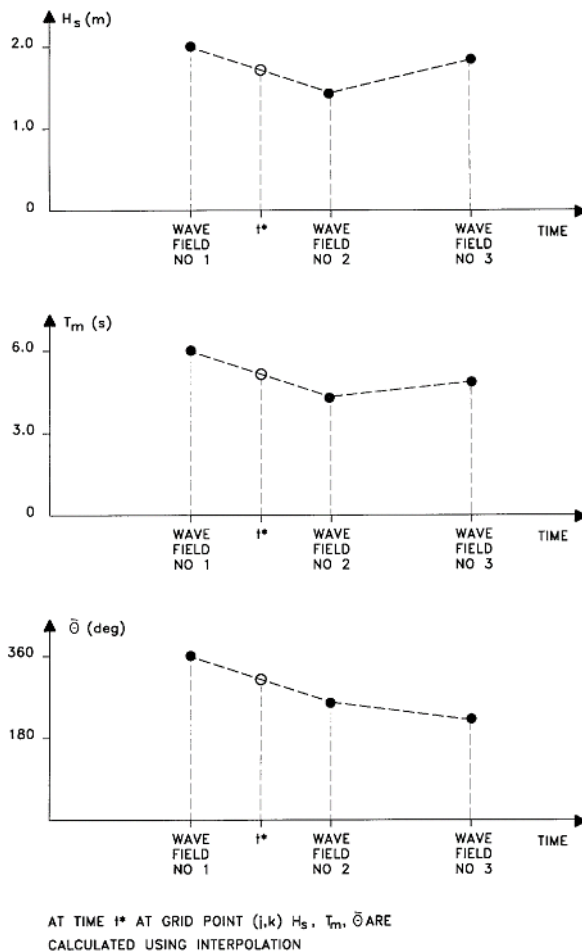 H_s (m)
2.0
1.0
0
WAVE FIELD NO 1
t*
WAVE FIELD NO 2
WAVE FIELD NO 3
TIME
T_m (s)
6.0
3.0
0
WAVE FIELD NO 1
t*
WAVE FIELD NO 2
WAVE FIELD NO 3
TIME
Θ̄ (deg)
360
180
WAVE FIELD NO 1
t*
WAVE FIELD NO 2
WAVE FIELD NO 3
TIME
AT TIME t* AT GRID POINT (j,k) H_s, T_m, Θ̄ ARE
CALCULATED USING INTERPOLATION